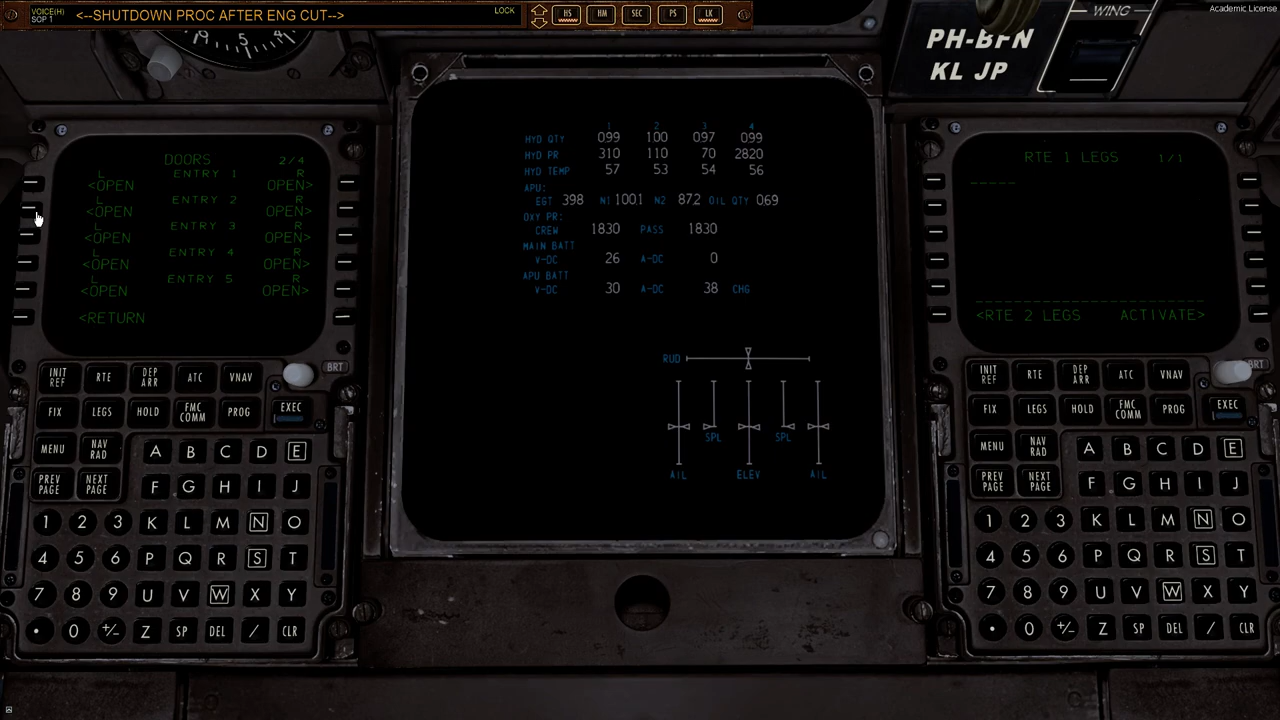 VOICE(H)
SOP 1
<--SHUTDOWN PROC AFTER ENG CUT-->
LOCK
HS HM SEC PS LK
Academic License
5
WING
PH-BFN
KL JP
DOORS 2/4
L ENTRY 1 R
<OPEN OPEN>
L ENTRY 2 R
<OPEN OPEN>
L ENTRY 3 R
<OPEN OPEN>
L ENTRY 4 R
<OPEN OPEN>
L ENTRY 5 R
<OPEN OPEN>
<RETURN
1 2 3 4
HYD QTY 099 100 097 099
HYD PR 310 110 70 2820
HYD TEMP 57 53 54 56
APU:
EGT 398 N1 100.1 N2 87.2 OIL QTY 069
OXY PR:
CREW 1830 PASS 1830
MAIN BATT
V-DC 26 A-DC 0
APU BATT
V-DC 30 A-DC 38 CHG
RUD
SPL SPL
AIL ELEV AIL
RTE 1 LEGS 1/1
-----
<RTE 2 LEGS ACTIVATE>
BRT
INIT REF RTE DEP ARR ATC VNAV
FIX LEGS HOLD FMC COMM PROG EXEC
MENU NAV RAD A B C D E
PREV PAGE NEXT PAGE F G H I J
1 2 3 K L M N O
4 5 6 P Q R S T
7 8 9 U V W X Y
. 0 +/- Z SP DEL / CLR
BRT
INIT REF RTE DEP ARR ATC VNAV
FIX LEGS HOLD FMC COMM PROG EXEC
MENU NAV RAD A B C D E
PREV PAGE NEXT PAGE F G H I J
1 2 3 K L M N O
4 5 6 P Q R S T
7 8 9 U V W X Y
. 0 +/- Z SP DEL / CLR